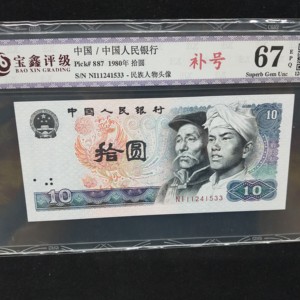 宝鑫评级
BAO XIN GRADING
中国 / 中国人民银行
Pick# 887 1980年 拾圆
S/N NI11241533 - 民族人物头像
补号
67
EPQ
Superb Gem Unc
中国人民银行
10
拾圆
10
10
NI11241533